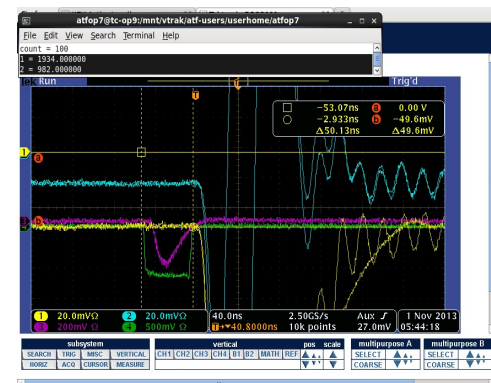 atfop7@tc-op9:/mnt/vtrak/atf-users/userhome/atfop7
File Edit View Search Terminal Help
count = 100
1 = 1934.000000
2 = 982.000000
Tek Run Trig'd
−53.07ns a 0.00 V
−2.933ns b −49.6mV
Δ50.13ns Δ49.6mV
1 20.0mVΩ 2 20.0mVΩ 40.0ns 2.50GS/s Aux 1 Nov 2013
3 200 mVΩ 4 500mVΩ 40.8000ns 10k points 27.0mV 05:44:18
subsystem vertical pos scale multipurpose A multipurpose B
SEARCH TRIG MISC VERTICAL CH1 CH2 CH3 CH4 B1 B2 MATH REF SELECT SELECT
HORIZ ACQ CURSOR MEASURE COARSE COARSE